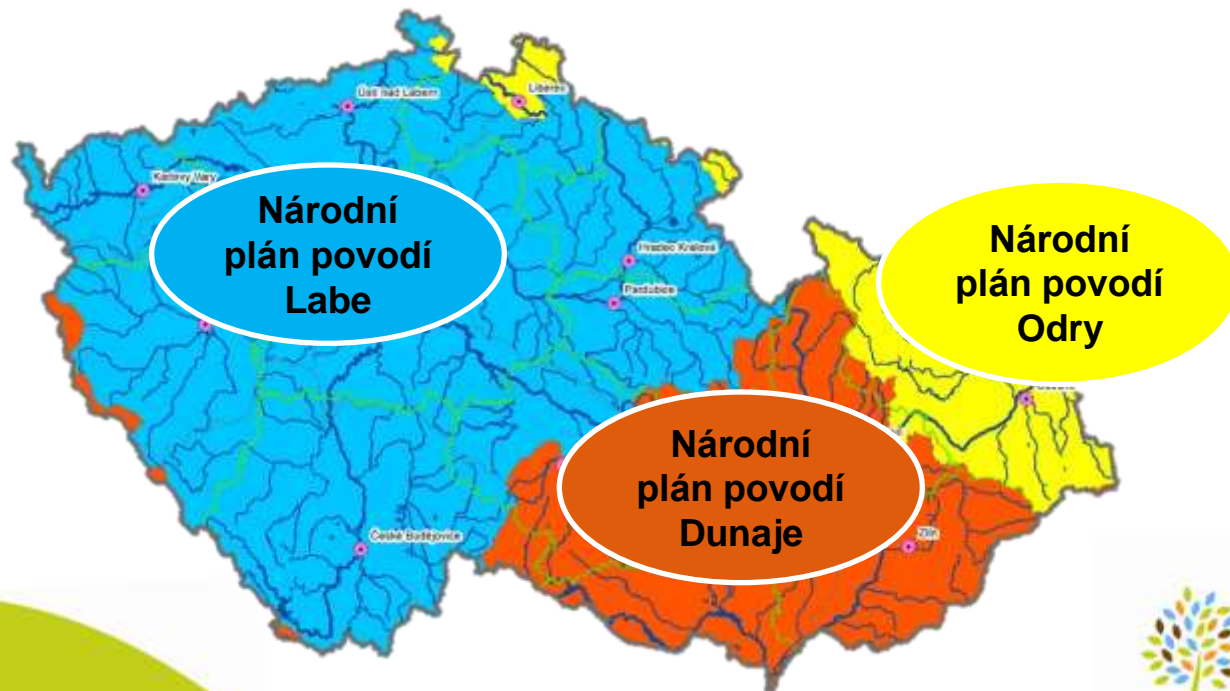 Ústí nad Labem
Liberec
Karlovy Vary
Národní
plán povodí
Labe
Hradec Králové
Pardubice
Národní
plán povodí
Odry
Národní
plán povodí
Dunaje
České Budějovice
Zlín